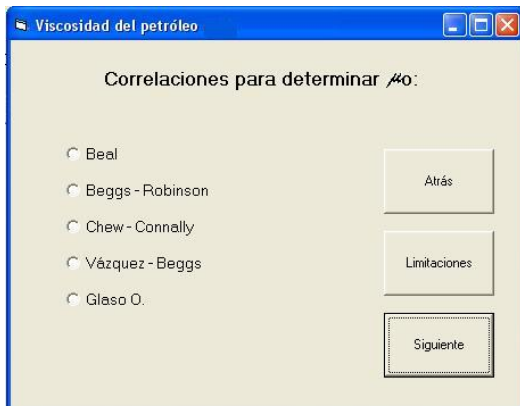 Viscosidad del petróleo
Correlaciones para determinar μo:
Beal
Beggs - Robinson
Chew - Connally
Vázquez - Beggs
Glaso O.
Atrás
Limitaciones
Siguiente